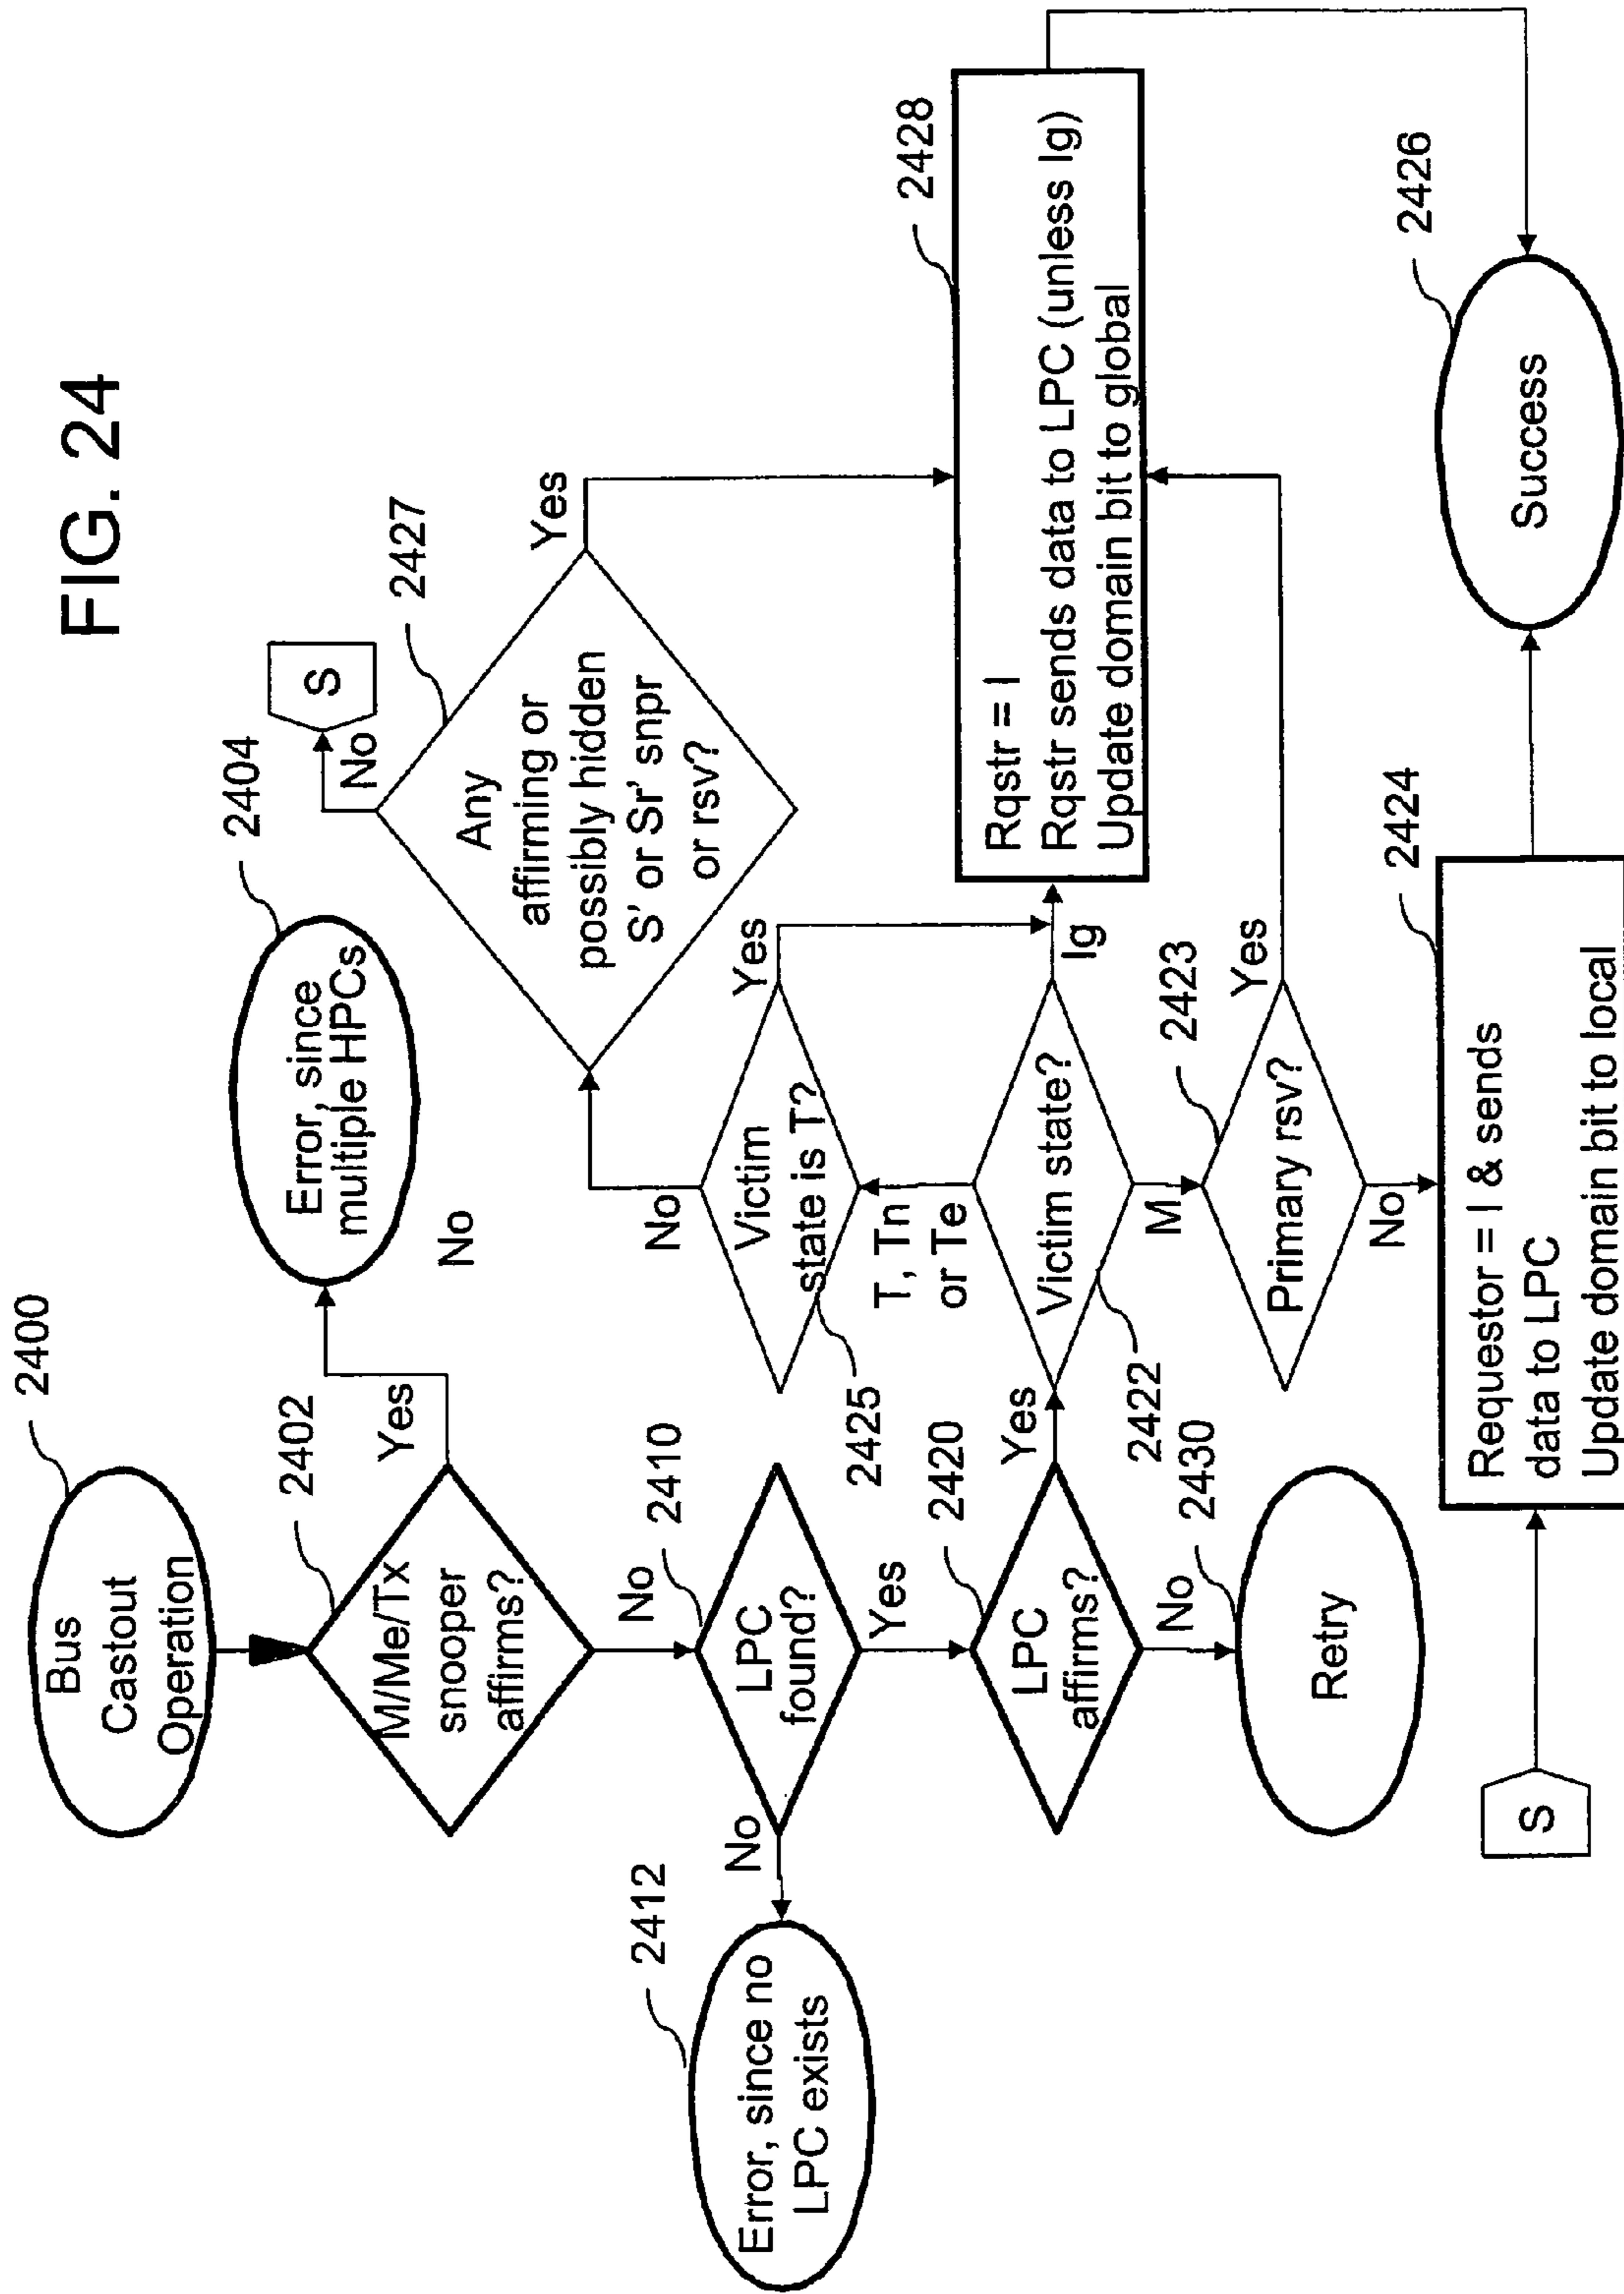 FIG. 24
2400
Bus
Castout
Operation
2402
M/Me/Tx
snooper
affirms?
Yes
2404
Error, since
multiple HPCs
No
No
2410
LPC
found?
No
2412
Error, since no
LPC exists
Yes
2420
LPC
affirms?
No
2430
Retry
Yes
2422
Victim state?
T, Tn
or Te
Ig
M
2425
Victim
state is T?
Yes
No
2427
Any
affirming or
possibly hidden
S' or Sr' snpr
or rsv?
No
S
Yes
2423
Primary rsv?
Yes
No
2428
Rqstr = I
Rqstr sends data to LPC (unless Ig)
Update domain bit to global
S
2424
Requestor = I & sends
data to LPC
Update domain bit to local
2426
Success